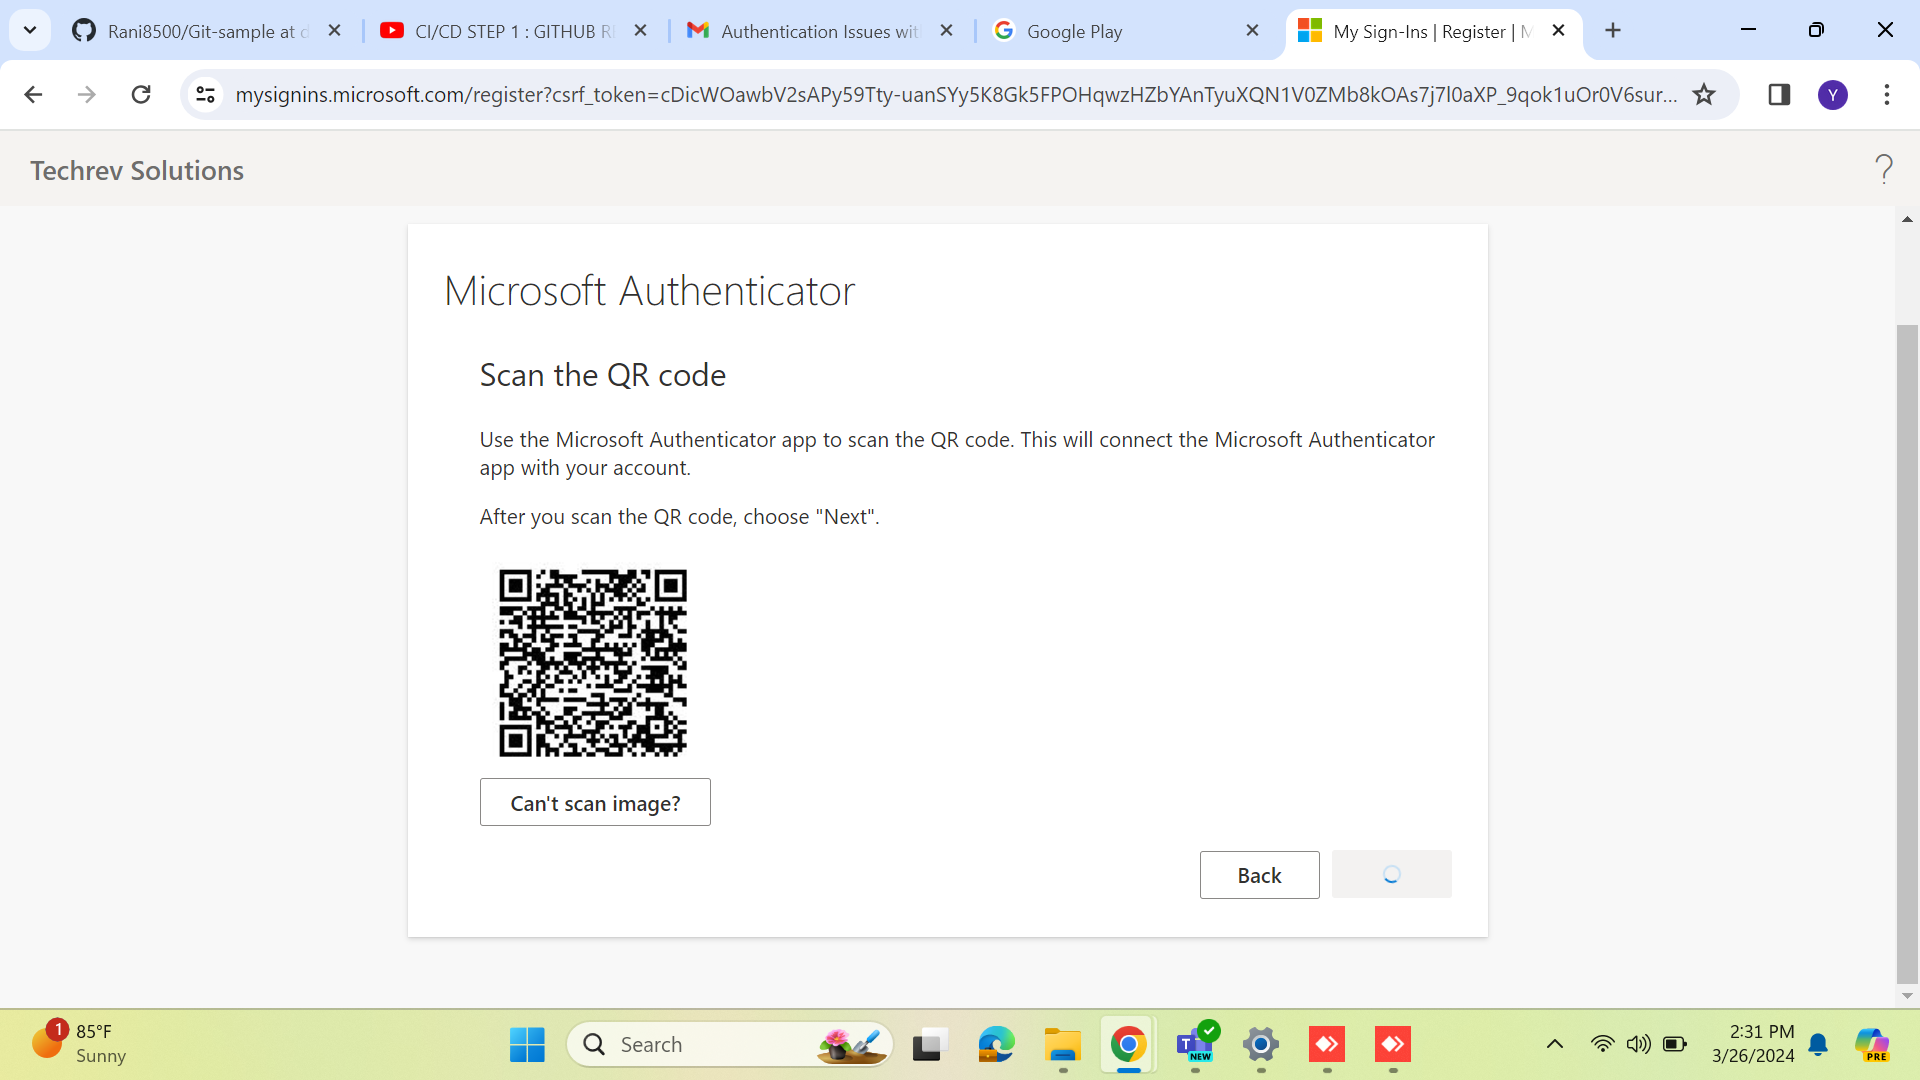 Rani8500/Git-sample at d
CI/CD STEP 1 : GITHUB R
Authentication Issues wit
Google Play
My Sign-Ins | Register | M
mysignins.microsoft.com/register?csrf_token=cDicWOawbV2sAPy59Tty-uanSYy5K8Gk5FPOHqwzHZbYAnTyuXQN1V0ZMb8kOAs7j7l0aXP_9qok1uOr0V6sur...
Y
Techrev Solutions
?
Microsoft Authenticator
Scan the QR code
Use the Microsoft Authenticator app to scan the QR code. This will connect the Microsoft Authenticator
app with your account.
After you scan the QR code, choose "Next".
Can't scan image?
Back
1
85°F
Sunny
Search
T
NEW
2:31 PM
3/26/2024
PRE